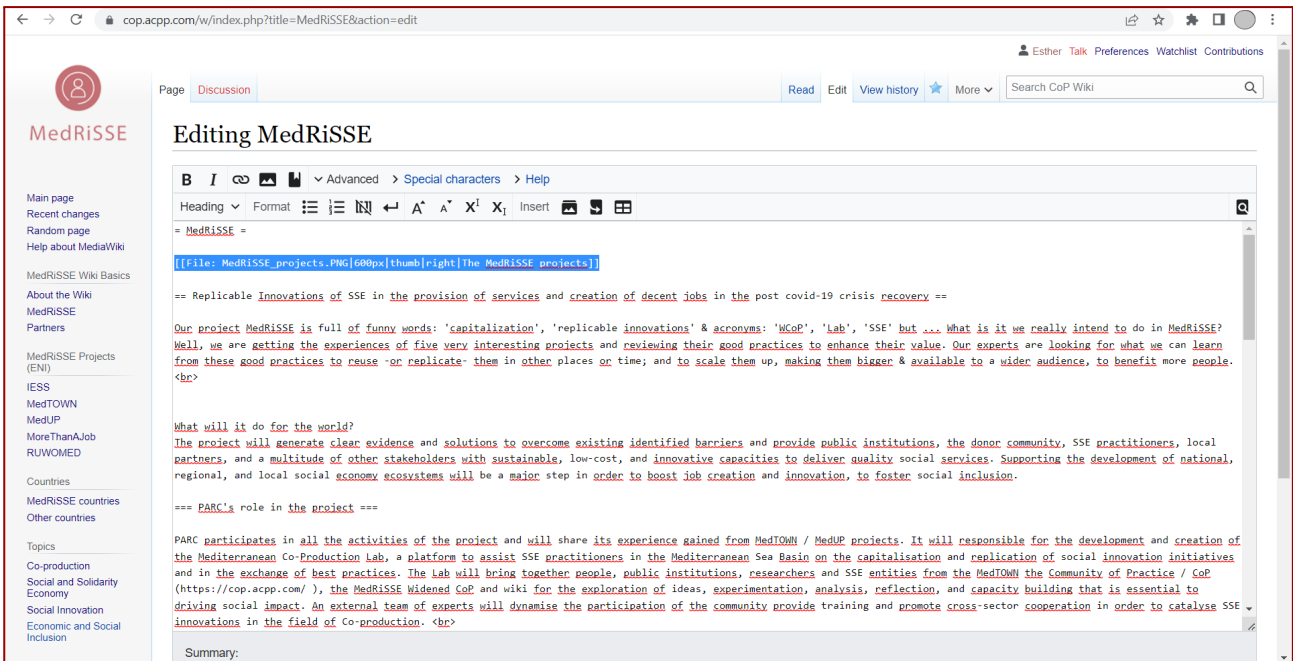 cop.acpp.com/w/index.php?title=MedRiSSE&action=edit
Esther Talk Preferences Watchlist Contributions
Page Discussion Read Edit View history More Search CoP Wiki
MedRiSSE
Editing MedRiSSE
B I Advanced Special characters Help
Heading Format A A X I X I Insert
Main page
Recent changes
Random page
Help about MediaWiki
MedRiSSE Wiki Basics
About the Wiki
MedRiSSE
Partners
MedRiSSE Projects
(ENI)
IESS
MedTOWN
MedUP
MoreThanAJob
RUWOMED
Countries
MedRiSSE countries
Other countries
Topics
Co-production
Social and Solidarity
Economy
Social Innovation
Economic and Social
Inclusion
= MedRiSSE =
[[File: MedRiSSE_projects.PNG|600px|thumb|right|The MedRiSSE projects]]
== Replicable Innovations of SSE in the provision of services and creation of decent jobs in the post covid-19 crisis recovery ==
Our project MedRiSSE is full of funny words: 'capitalization', 'replicable innovations' & acronyms: 'WCoP', 'Lab', 'SSE' but ... What is it we really intend to do in MedRiSSE?
Well, we are getting the experiences of five very interesting projects and reviewing their good practices to enhance their value. Our experts are looking for what we can learn
from these good practices to reuse -or replicate- them in other places or time; and to scale them up, making them bigger & available to a wider audience, to benefit more people.
<br>
What will it do for the world?
The project will generate clear evidence and solutions to overcome existing identified barriers and provide public institutions, the donor community, SSE practitioners, local
partners, and a multitude of other stakeholders with sustainable, low-cost, and innovative capacities to deliver quality social services. Supporting the development of national,
regional, and local social economy ecosystems will be a major step in order to boost job creation and innovation, to foster social inclusion.
=== PARC's role in the project ===
PARC participates in all the activities of the project and will share its experience gained from MedTOWN / MedUP projects. It will responsible for the development and creation of
the Mediterranean Co-Production Lab, a platform to assist SSE practitioners in the Mediterranean Sea Basin on the capitalisation and replication of social innovation initiatives
and in the exchange of best practices. The Lab will bring together people, public institutions, researchers and SSE entities from the MedTOWN the Community of Practice / CoP
(https://cop.acpp.com/ ), the MedRiSSE Widened CoP and wiki for the exploration of ideas, experimentation, analysis, reflection, and capacity building that is essential to
driving social impact. An external team of experts will dynamise the participation of the community provide training and promote cross-sector cooperation in order to catalyse SSE
innovations in the field of Co-production. <br>
Summary: